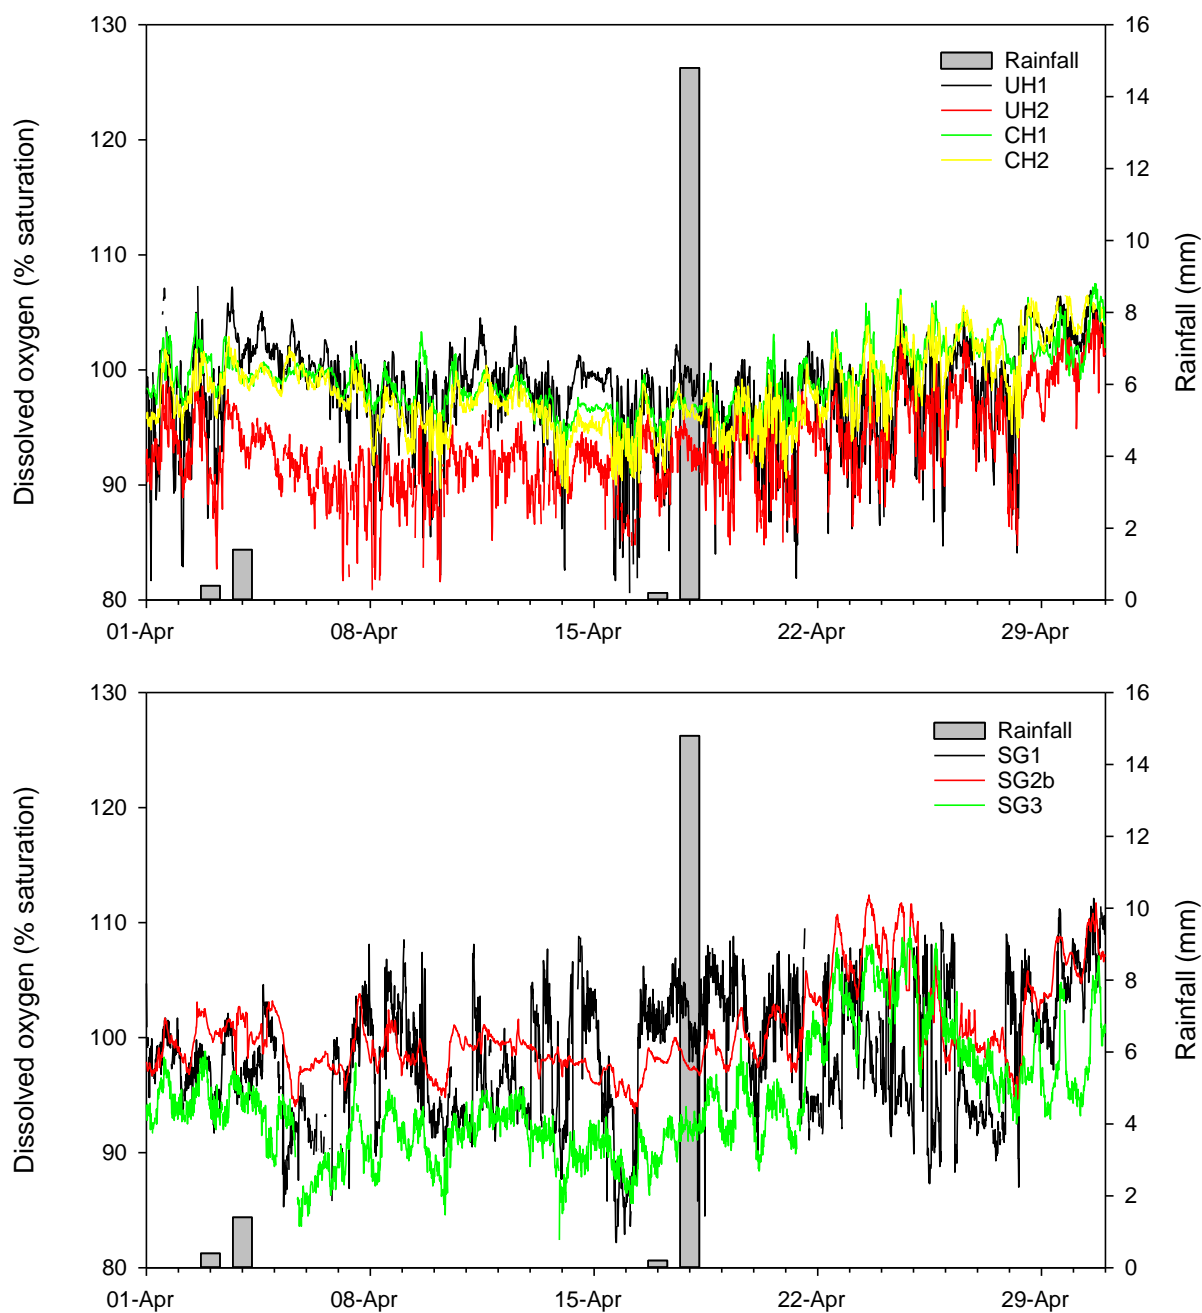 130
120
110
100
90
80
Dissolved oxygen (% saturation)
16
14
12
10
8
6
4
2
0
Rainfall (mm)
Rainfall
UH1
UH2
CH1
CH2
01-Apr 08-Apr 15-Apr 22-Apr 29-Apr
130
120
110
100
90
80
Dissolved oxygen (% saturation)
16
14
12
10
8
6
4
2
0
Rainfall (mm)
Rainfall
SG1
SG2b
SG3
01-Apr 08-Apr 15-Apr 22-Apr 29-Apr